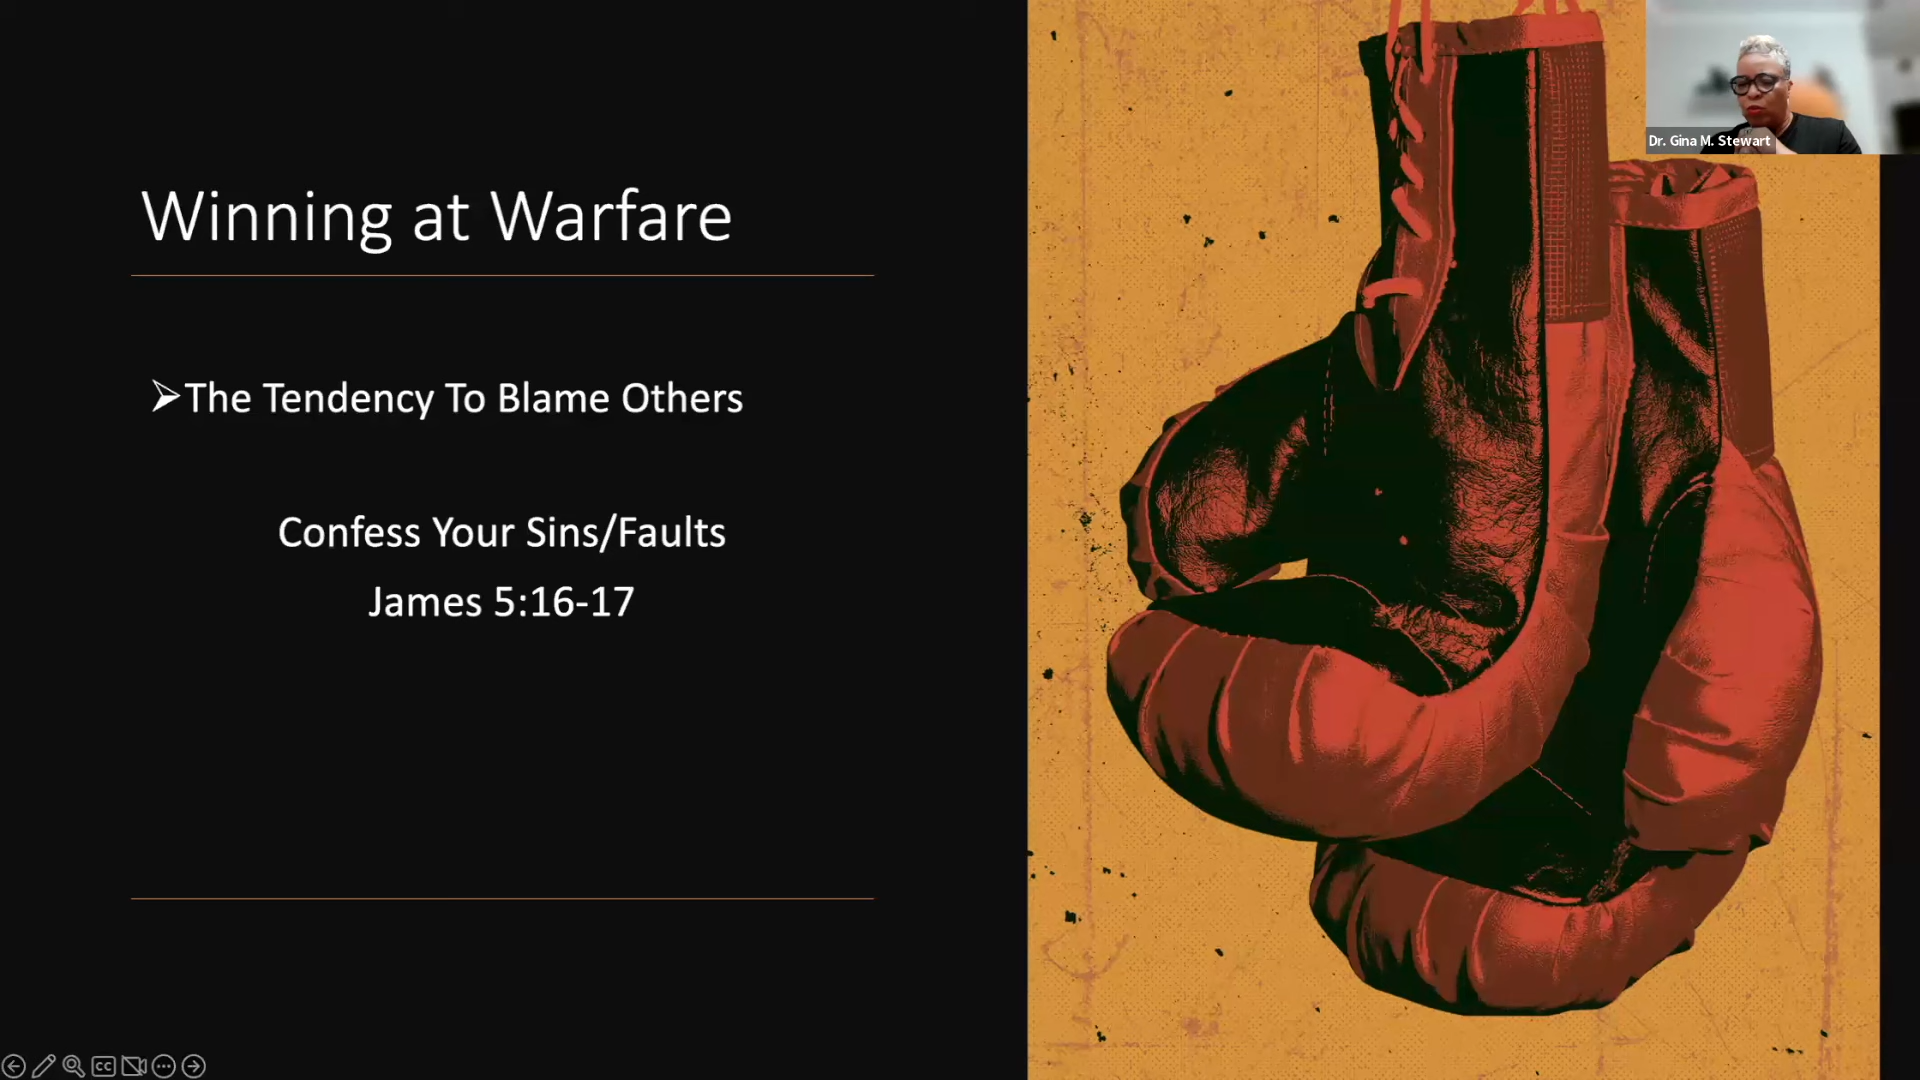 Winning at Warfare
➢The Tendency To Blame Others
Confess Your Sins/Faults
James 5:16-17
Dr. Gina M. Stewart
CC